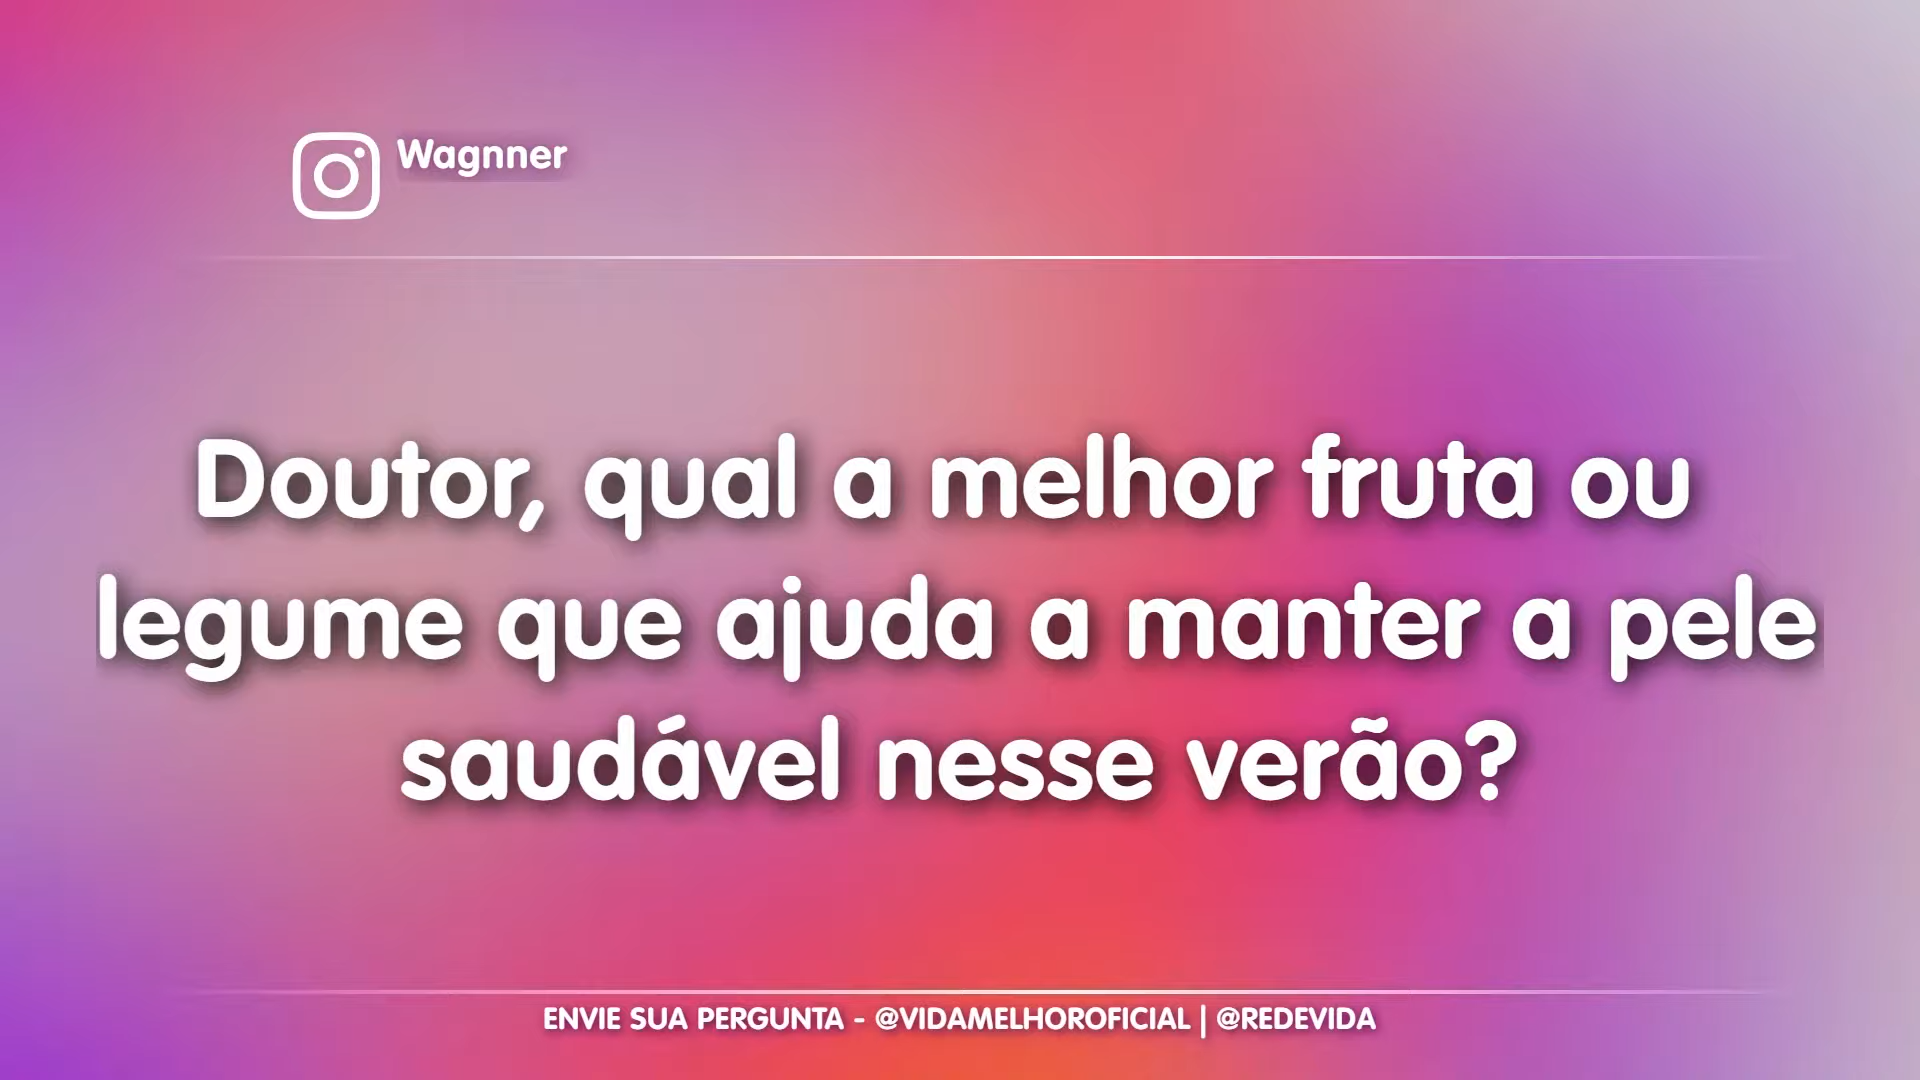 Wagnner
Doutor, qual a melhor fruta ou
legume que ajuda a manter a pele
saudável nesse verão?
ENVIE SUA PERGUNTA - @VIDAMELHOROFICIAL | @REDEVIDA